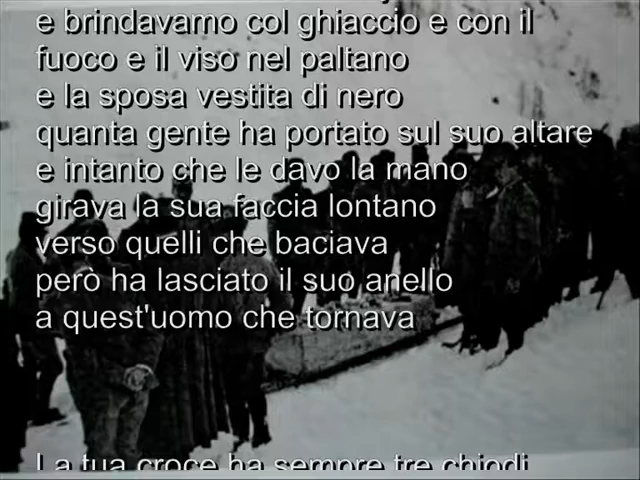 e brindavamo col ghiaccio e con il
fuoco e il viso nel paltano
e la sposa vestita di nero
quanta gente ha portato sul suo altare
e intanto che le davo la mano
girava la sua faccia lontano
verso quelli che baciava
però ha lasciato il suo anello
a quest'uomo che tornava
La tua croce ha sempre tre chiodi